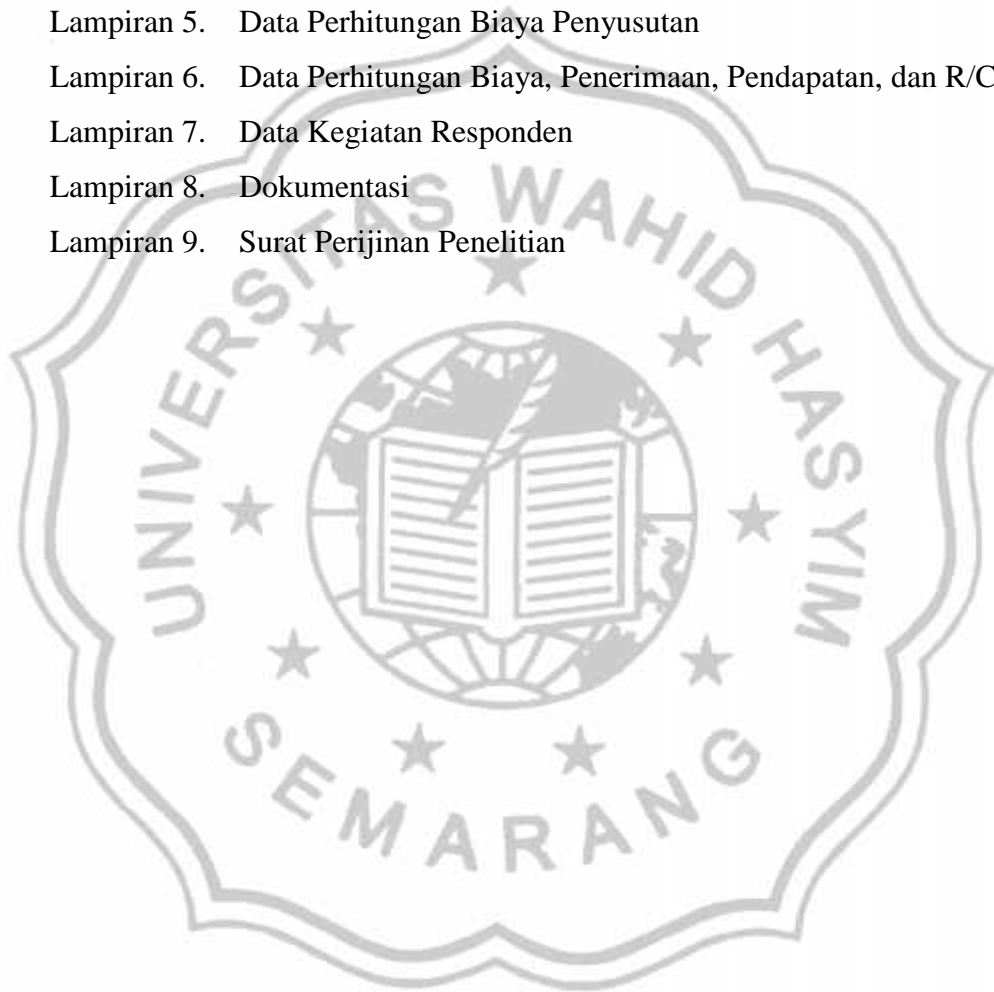 Lampiran 5. Data Perhitungan Biaya Penyusutan
Lampiran 6. Data Perhitungan Biaya, Penerimaan, Pendapatan, dan R/C
Lampiran 7. Data Kegiatan Responden
Lampiran 8. Dokumentasi
Lampiran 9. Surat Perijinan Penelitian
UNIVERSITAS WAHID HASYIM
SEMARANG